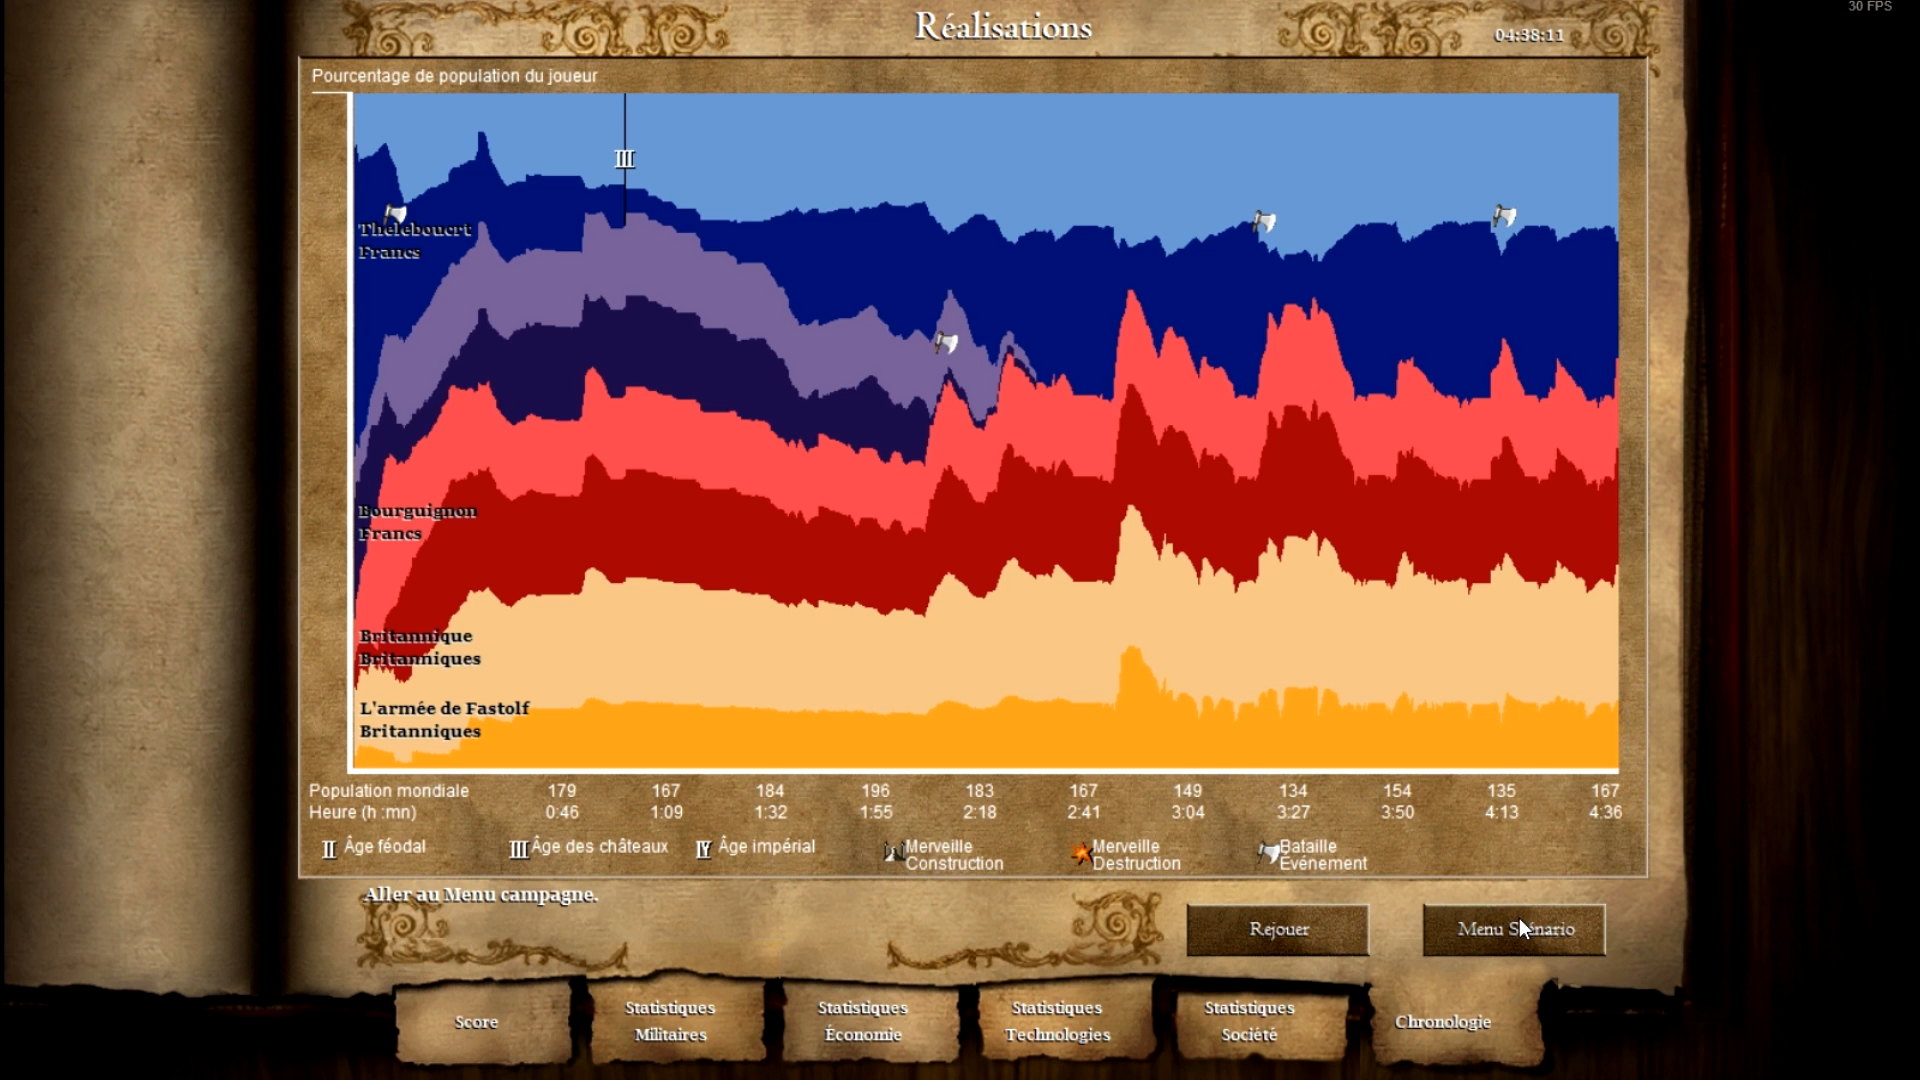 30 FPS
Réalisations
04:38:11
Pourcentage de population du joueur
III
Thélebourt
Francs
Bourguignon
Francs
Britannique
Britanniques
L'armée de Fastolf
Britanniques
Population mondiale 179 167 184 196 183 167 149 134 154 135 167
Heure (h :mn) 0:46 1:09 1:32 1:55 2:18 2:41 3:04 3:27 3:50 4:13 4:36
II Âge féodal III Âge des châteaux IV Âge impérial Merveille Merveille Bataille
Construction Destruction Evénement
Aller au Menu campagne.
Rejouer
Menu Scénario
Score
Statistiques
Militaires
Statistiques
Économie
Statistiques
Technologies
Statistiques
Société
Chronologie